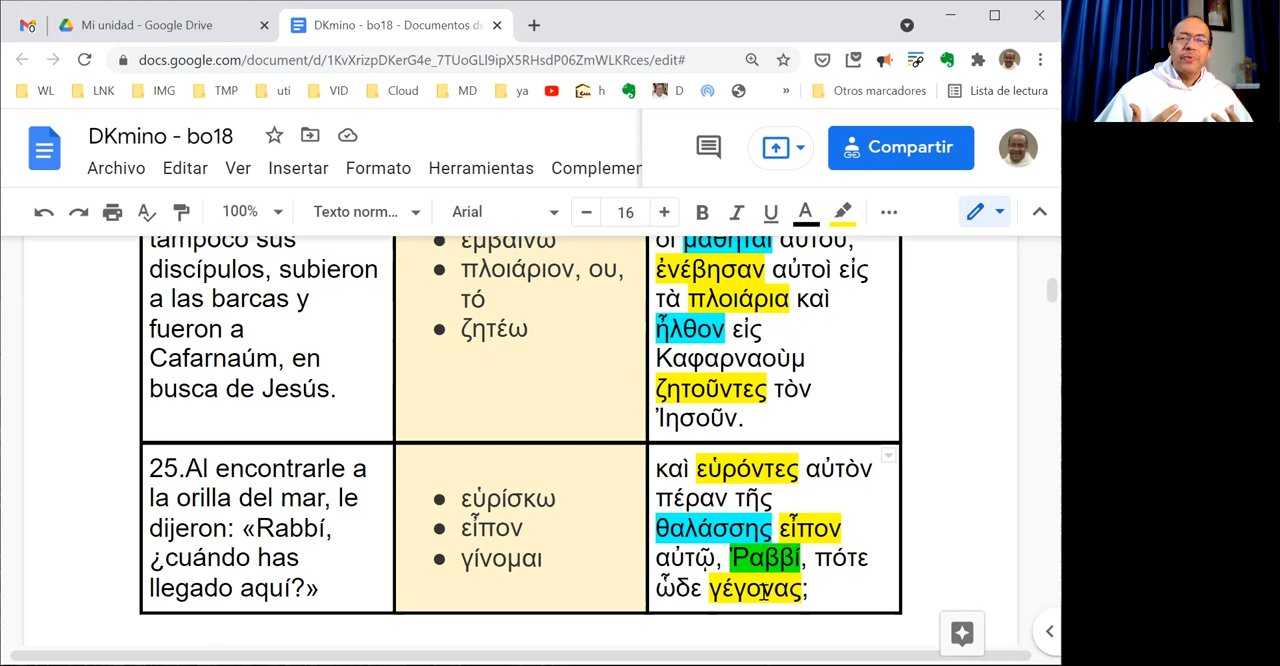 Mi unidad - Google Drive
DKmino - bo18 - Documentos de
docs.google.com/document/d/1KvXrizpDKerG4e_7TUoGLl9ipX5RHsdP06ZmWLKRces/edit#
WL LNK IMG TMP uti VID Cloud MD ya h D » Otros marcadores Lista de lectura
DKmino - bo18
Compartir
Archivo Editar Ver Insertar Formato Herramientas Complemen
100% Texto norm... Arial 16 B I U A
tampoco sus
discípulos, subieron
a las barcas y
fueron a
Cafarnaúm, en
busca de Jesús.
● ἐμβαίνω
● πλοιάριον, ου,
τό
● ζητέω
οἱ μαθηταὶ αὐτοῦ,
ἐνέβησαν αὐτοὶ εἰς
τὰ πλοιάρια καὶ
ἦλθον εἰς
Καφαρναοὺμ
ζητοῦντες τὸν
Ἰησοῦν.
25.Al encontrarle a
la orilla del mar, le
dijeron: «Rabbí,
¿cuándo has
llegado aquí?»
● εὑρίσκω
● εἶπον
● γίνομαι
καὶ εὑρόντες αὐτὸν
πέραν τῆς
θαλάσσης εἶπον
αὐτῷ, Ῥαββί, πότε
ὧδε γέγονας;